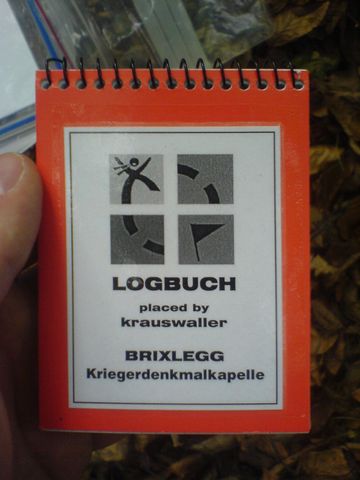 LOGBUCH
placed by
krauswaller
BRIXLEGG
Kriegerdenkmalkapelle